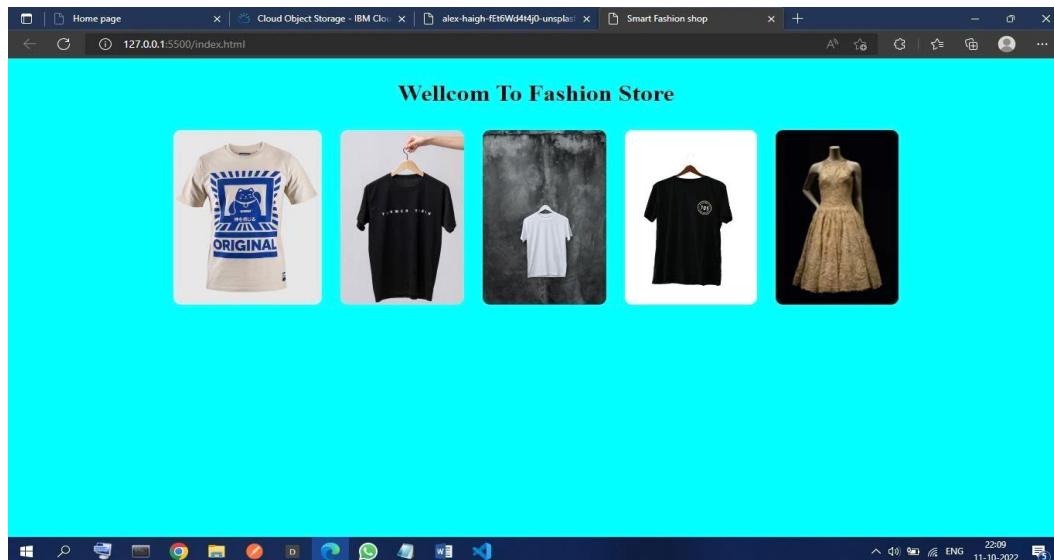 Home page
Cloud Object Storage - IBM Clou
alex-haigh-fEt6Wd4t4j0-unsplas
Smart Fashion shop
127.0.0.1:5500/index.html
Wellcom To Fashion Store
ORIGINAL
ENG
22:09
11-10-2022